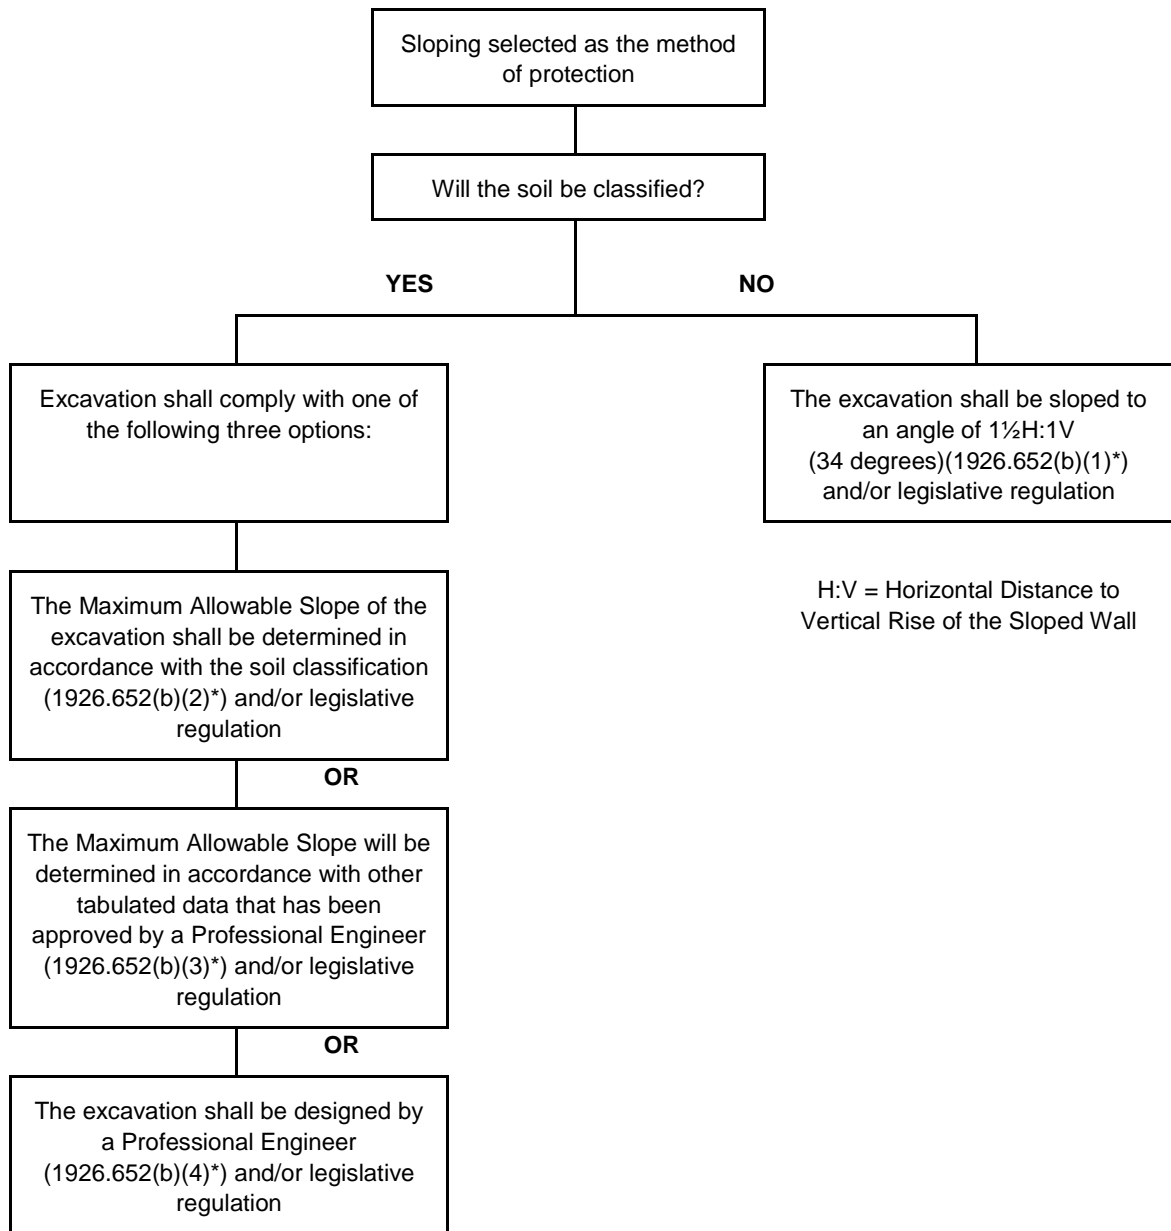 Sloping selected as the method
of protection
Will the soil be classified?
YES
NO
Excavation shall comply with one of
the following three options:
The excavation shall be sloped to
an angle of 1½H:1V
(34 degrees)(1926.652(b)(1)*)
and/or legislative regulation
H:V = Horizontal Distance to
Vertical Rise of the Sloped Wall
The Maximum Allowable Slope of the
excavation shall be determined in
accordance with the soil classification
(1926.652(b)(2)*) and/or legislative
regulation
OR
The Maximum Allowable Slope will be
determined in accordance with other
tabulated data that has been
approved by a Professional Engineer
(1926.652(b)(3)*) and/or legislative
regulation
OR
The excavation shall be designed by
a Professional Engineer
(1926.652(b)(4)*) and/or legislative
regulation